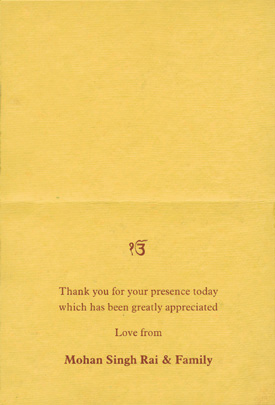 ੴ
Thank you for your presence today
which has been greatly appreciated
Love from
Mohan Singh Rai & Family